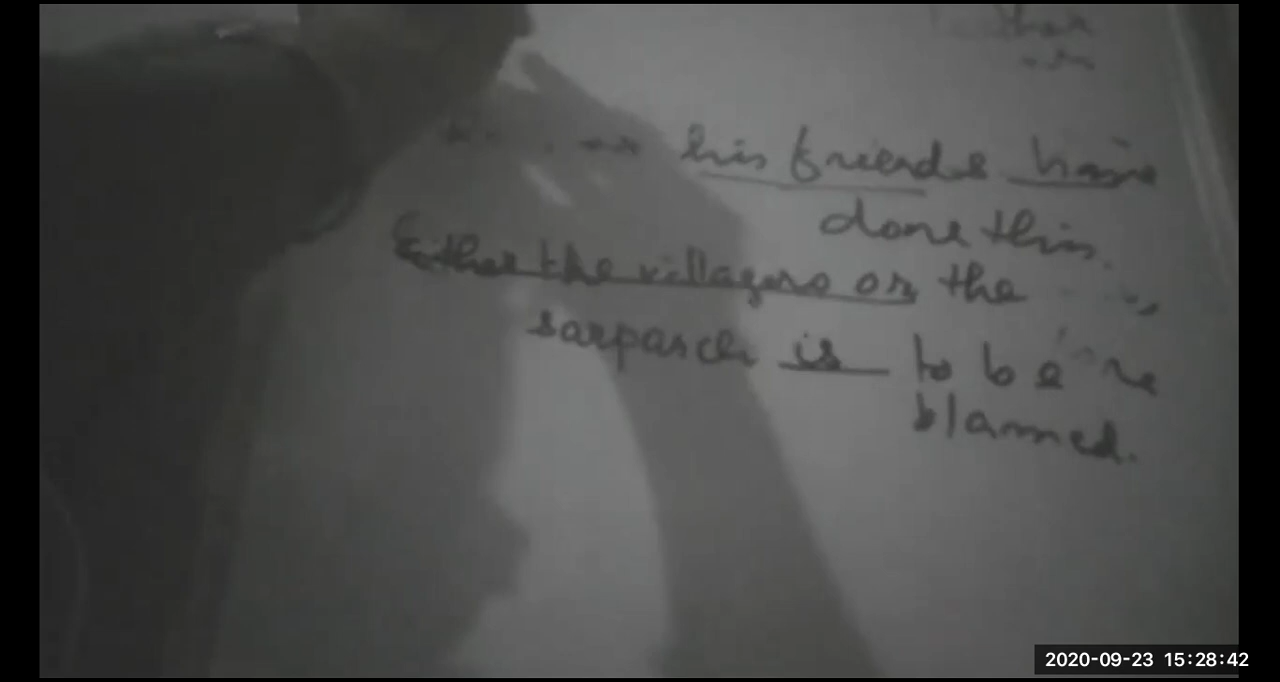 his friends have
done this.
Either the villagers or the
sarpanch is to be
blammed.
2020-09-23 15:28:42